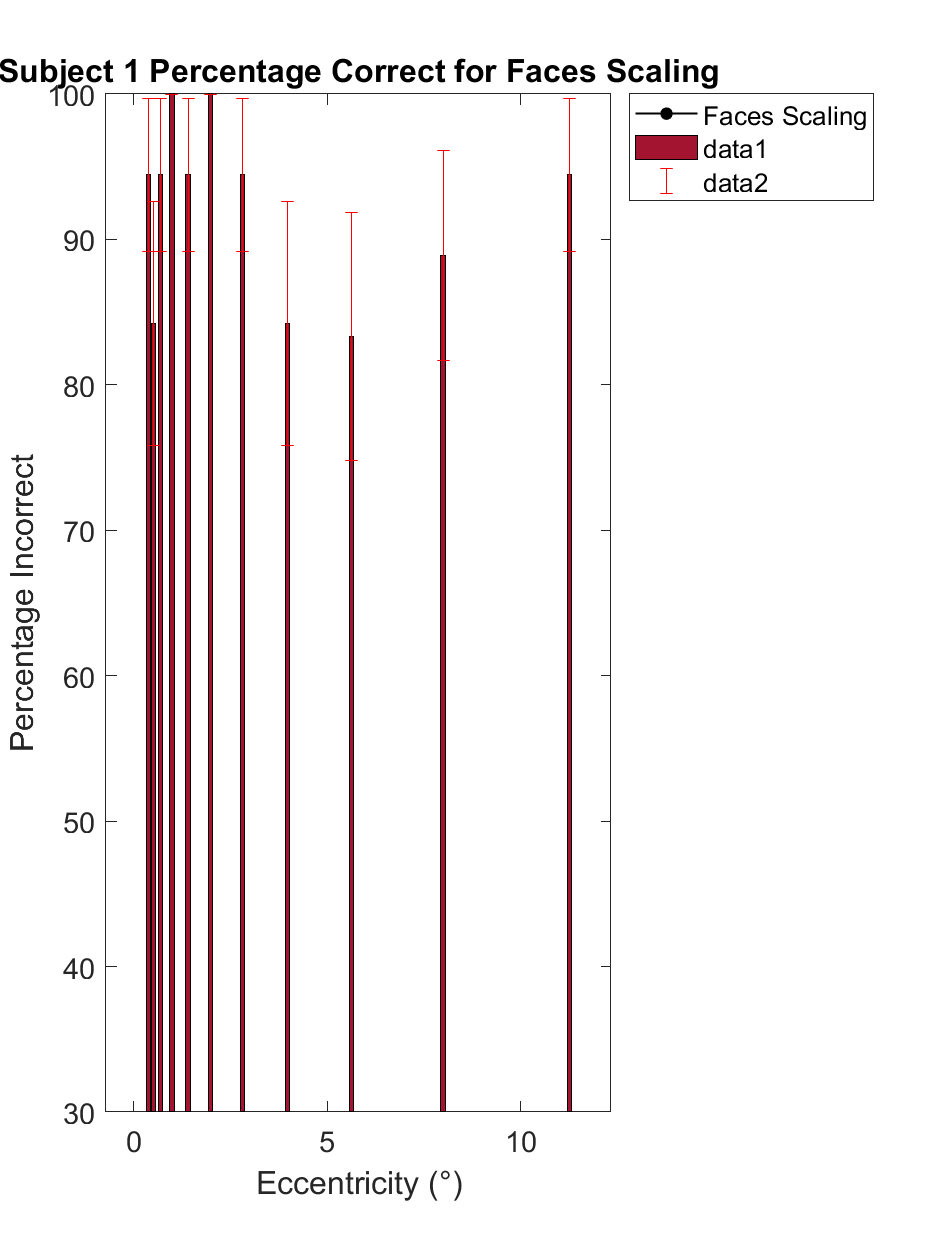 Subject 1 Percentage Correct for Faces Scaling
100
90
80
70
60
50
40
30
Percentage Incorrect
0 5 10
Eccentricity (°)
Faces Scaling
data1
data2